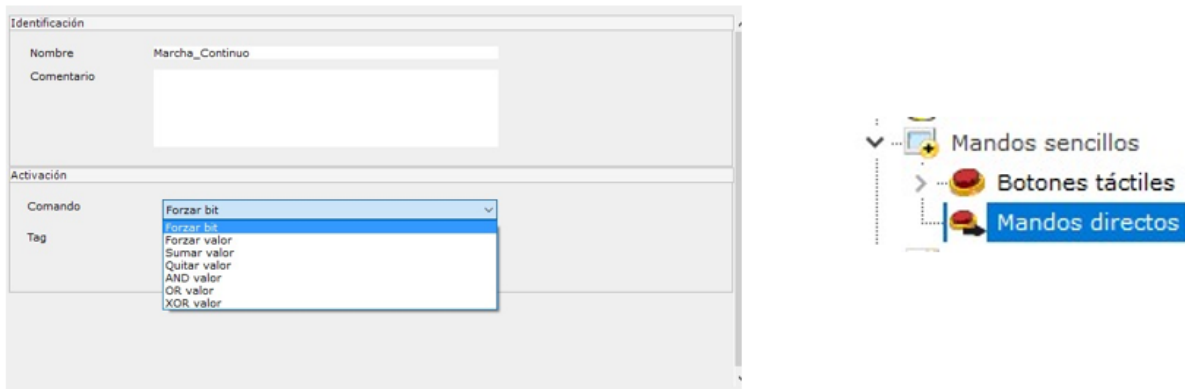 Identificación
Nombre Marcha_Continuo
Comentario
Activación
Comando Forzar bit
Forzar bit
Tag Forzar valor
Sumar valor
Quitar valor
AND valor
OR valor
XOR valor
Mandos sencillos
Botones táctiles
Mandos directos